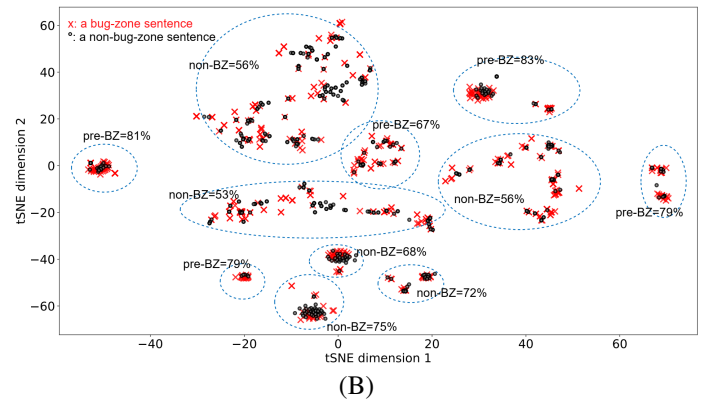 x: a bug-zone sentence
°: a non-bug-zone sentence
non-BZ=56%
pre-BZ=83%
pre-BZ=67%
pre-BZ=81%
non-BZ=53%
non-BZ=56%
pre-BZ=79%
non-BZ=68%
pre-BZ=79%
non-BZ=72%
non-BZ=75%
60
40
20
0
−20
−40
−60
tSNE dimension 2
−40
−20
0
20
40
60
tSNE dimension 1
(B)